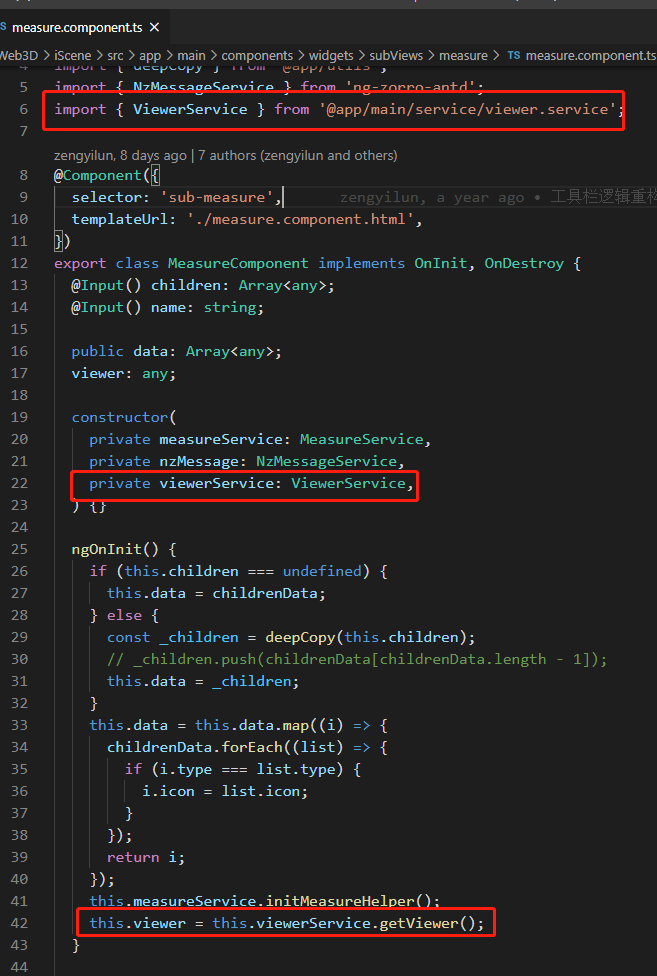 measure.component.ts ×
Web3D > iScene > src > app > main > components > widgets > subViews > measure > TS measure.component.ts
4 import { deepCopy } from '@app/utils';
5 import { NzMessageService } from 'ng-zorro-antd';
6 import { ViewerService } from '@app/main/service/viewer.service';
7
zengyilun, 8 days ago | 7 authors (zengyilun and others)
8 @Component({
9 selector: 'sub-measure', zengyilun, a year ago • 工具栏逻辑重构
10 templateUrl: './measure.component.html',
11 })
12 export class MeasureComponent implements OnInit, OnDestroy {
13 @Input() children: Array<any>;
14 @Input() name: string;
15
16 public data: Array<any>;
17 viewer: any;
18
19 constructor(
20 private measureService: MeasureService,
21 private nzMessage: NzMessageService,
22 private viewerService: ViewerService,
23 ) {}
24
25 ngOnInit() {
26 if (this.children === undefined) {
27 this.data = childrenData;
28 } else {
29 const _children = deepCopy(this.children);
30 // _children.push(childrenData[childrenData.length - 1]);
31 this.data = _children;
32 }
33 this.data = this.data.map((i) => {
34 childrenData.forEach((list) => {
35 if (i.type === list.type) {
36 i.icon = list.icon;
37 }
38 });
39 return i;
40 });
41 this.measureService.initMeasureHelper();
42 this.viewer = this.viewerService.getViewer();
43 }
44